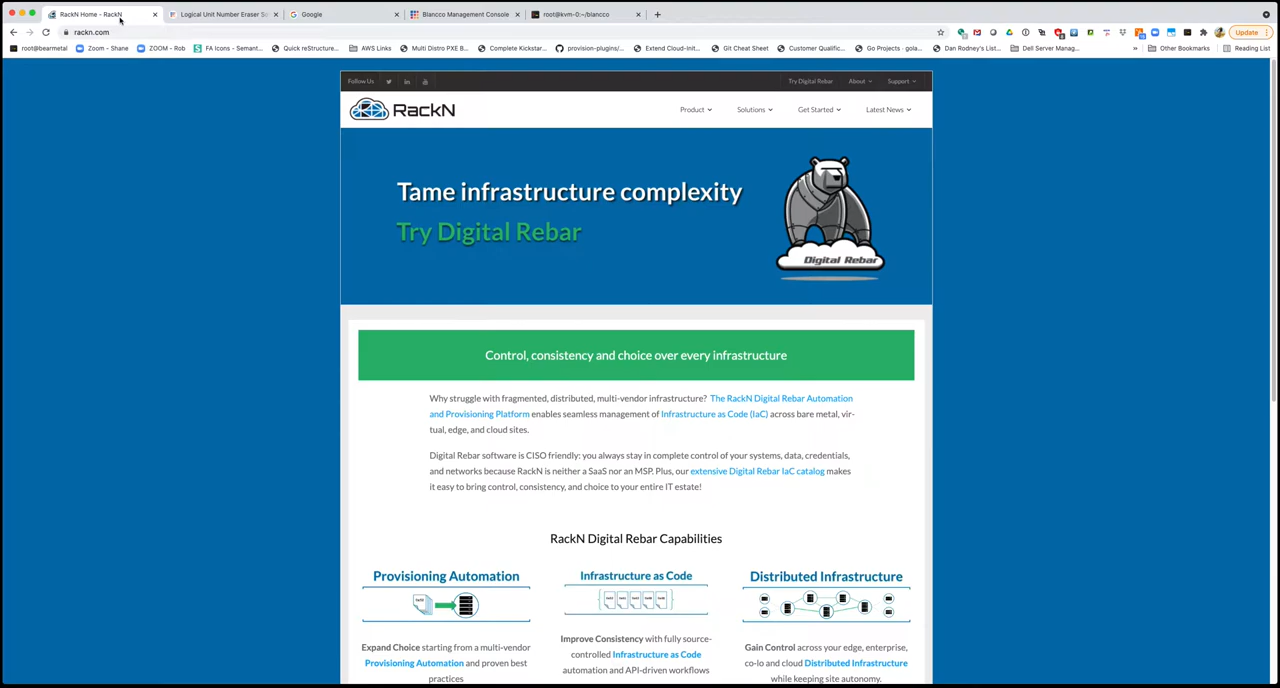 RackN Home - RackN
Logical Unit Number Eraser So
Google
Blancco Management Console
root@kvm-0:~/blancco
rackn.com
Update
root@bearmetal
Zoom - Shane
ZOOM - Rob
FA Icons - Semant...
Quick reStructure...
AWS Links
Multi Distro PXE B...
Complete Kickstar...
provision-plugins/...
Extend Cloud-Init...
Git Cheat Sheet
Customer Qualific...
Go Projects - gola...
Dan Rodney's List...
Dell Server Manag...
»
Other Bookmarks
Reading List
Follow Us
Try Digital Rebar
About
Support
RackN
Product
Solutions
Get Started
Latest News
Tame infrastructure complexity
Try Digital Rebar
Digital Rebar
Control, consistency and choice over every infrastructure
Why struggle with fragmented, distributed, multi-vendor infrastructure? The RackN Digital Rebar Automation
and Provisioning Platform enables seamless management of Infrastructure as Code (IaC) across bare metal, vir-
tual, edge, and cloud sites.
Digital Rebar software is CISO friendly: you always stay in complete control of your systems, data, credentials,
and networks because RackN is neither a SaaS nor an MSP. Plus, our extensive Digital Rebar IaC catalog makes
it easy to bring control, consistency, and choice to your entire IT estate!
RackN Digital Rebar Capabilities
Provisioning Automation
Infrastructure as Code
Distributed Infrastructure
Expand Choice starting from a multi-vendor
Provisioning Automation and proven best
practices
Improve Consistency with fully source-
controlled Infrastructure as Code
automation and API-driven workflows
Gain Control across your edge, enterprise,
co-lo and cloud Distributed Infrastructure
while keeping site autonomy.